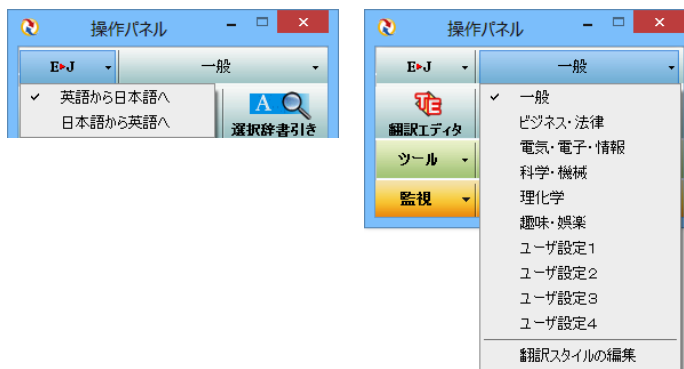 操作パネル
E▸J
一般
✓ 英語から日本語へ
日本語から英語へ
選択辞書引き
操作パネル
E▸J
一般
翻訳エディタ
ツール
監視
✓ 一般
ビジネス・法律
電気・電子・情報
科学・機械
理化学
趣味・娯楽
ユーザ設定1
ユーザ設定2
ユーザ設定3
ユーザ設定4
翻訳スタイルの編集